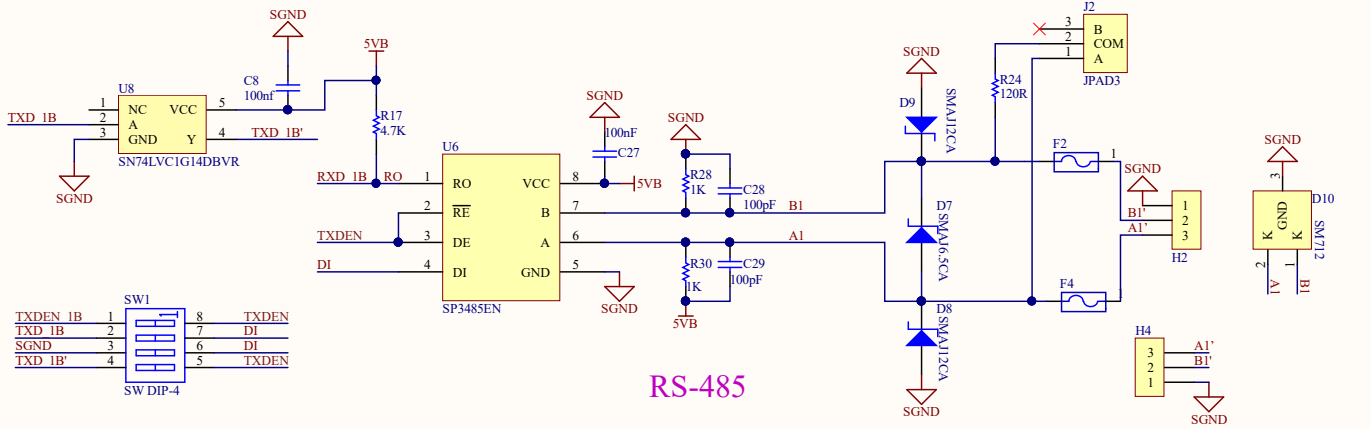 SGND
5VB
U8
C8
100nf
1 NC VCC 5
TXD_1B 2 A
3 GND Y 4 TXD_1B'
SN74LVC1G14DBVR
SGND
R17
4.7K
U6
RXD_1B RO 1 RO VCC 8 5VB
2 RE B 7 B1
TXDEN 3 DE A 6 A1
DI 4 DI GND 5
SP3485EN
SGND
SGND
100nF
C27
SGND
R28
1K
C28
100pF
R30
1K
C29
100pF
5VB
SW1
TXDEN_1B 1 8 TXDEN
TXD_1B 2 7 DI
SGND 3 6 DI
TXD_1B' 4 5 TXDEN
1
SW DIP-4
RS-485
SGND
D9
SMAJ12CA
D7
SMAJ6.5CA
D8
SMAJ12CA
SGND
J2
3 B
2 COM
1 A
JPAD3
R24
120R
F2
1
F4
1
SGND
1
B1' 2
A1' 3
H2
SGND
3
D10
GND
K K
SM712
2 1
A1 B1
H4
3 A1'
2 B1'
1
SGND